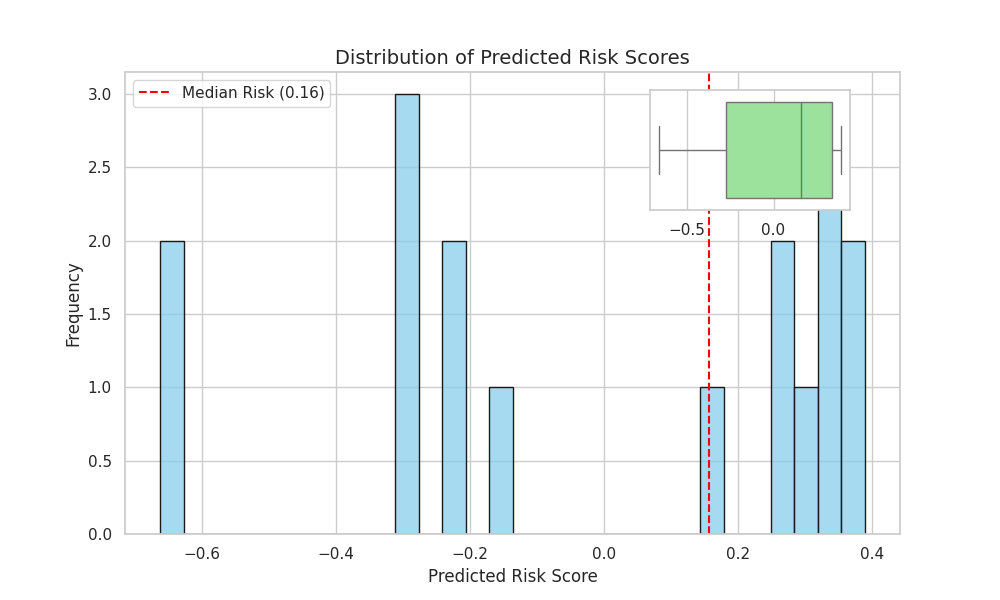 Distribution of Predicted Risk Scores
Median Risk (0.16)
3.0
2.5
2.0
1.5
1.0
0.5
0.0
Frequency
−0.5 0.0
−0.6 −0.4 −0.2 0.0 0.2 0.4
Predicted Risk Score